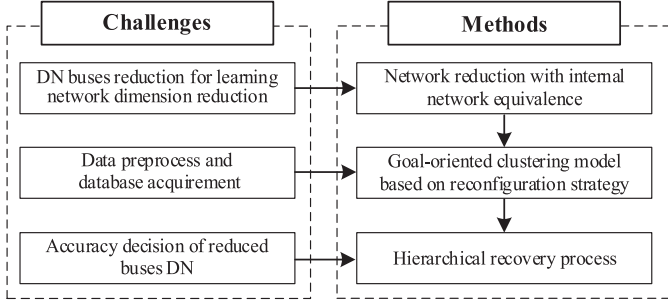 Challenges
Methods
DN buses reduction for learning
network dimension reduction
Network reduction with internal
network equivalence
Data preprocess and
database acquirement
Goal-oriented clustering model
based on reconfiguration strategy
Accuracy decision of reduced
buses DN
Hierarchical recovery process